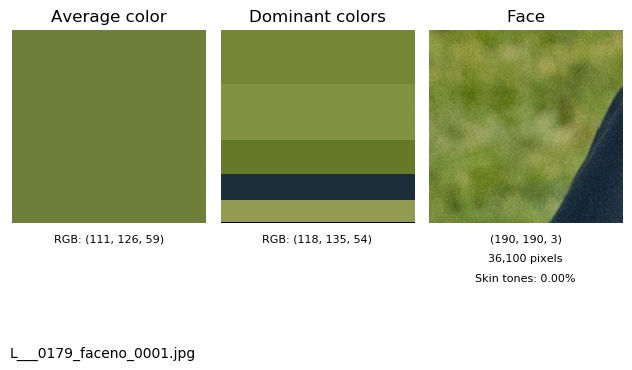 Average color
Dominant colors
Face
RGB: (111, 126, 59)
RGB: (118, 135, 54)
(190, 190, 3)
36,100 pixels
Skin tones: 0.00%
L___0179_faceno_0001.jpg